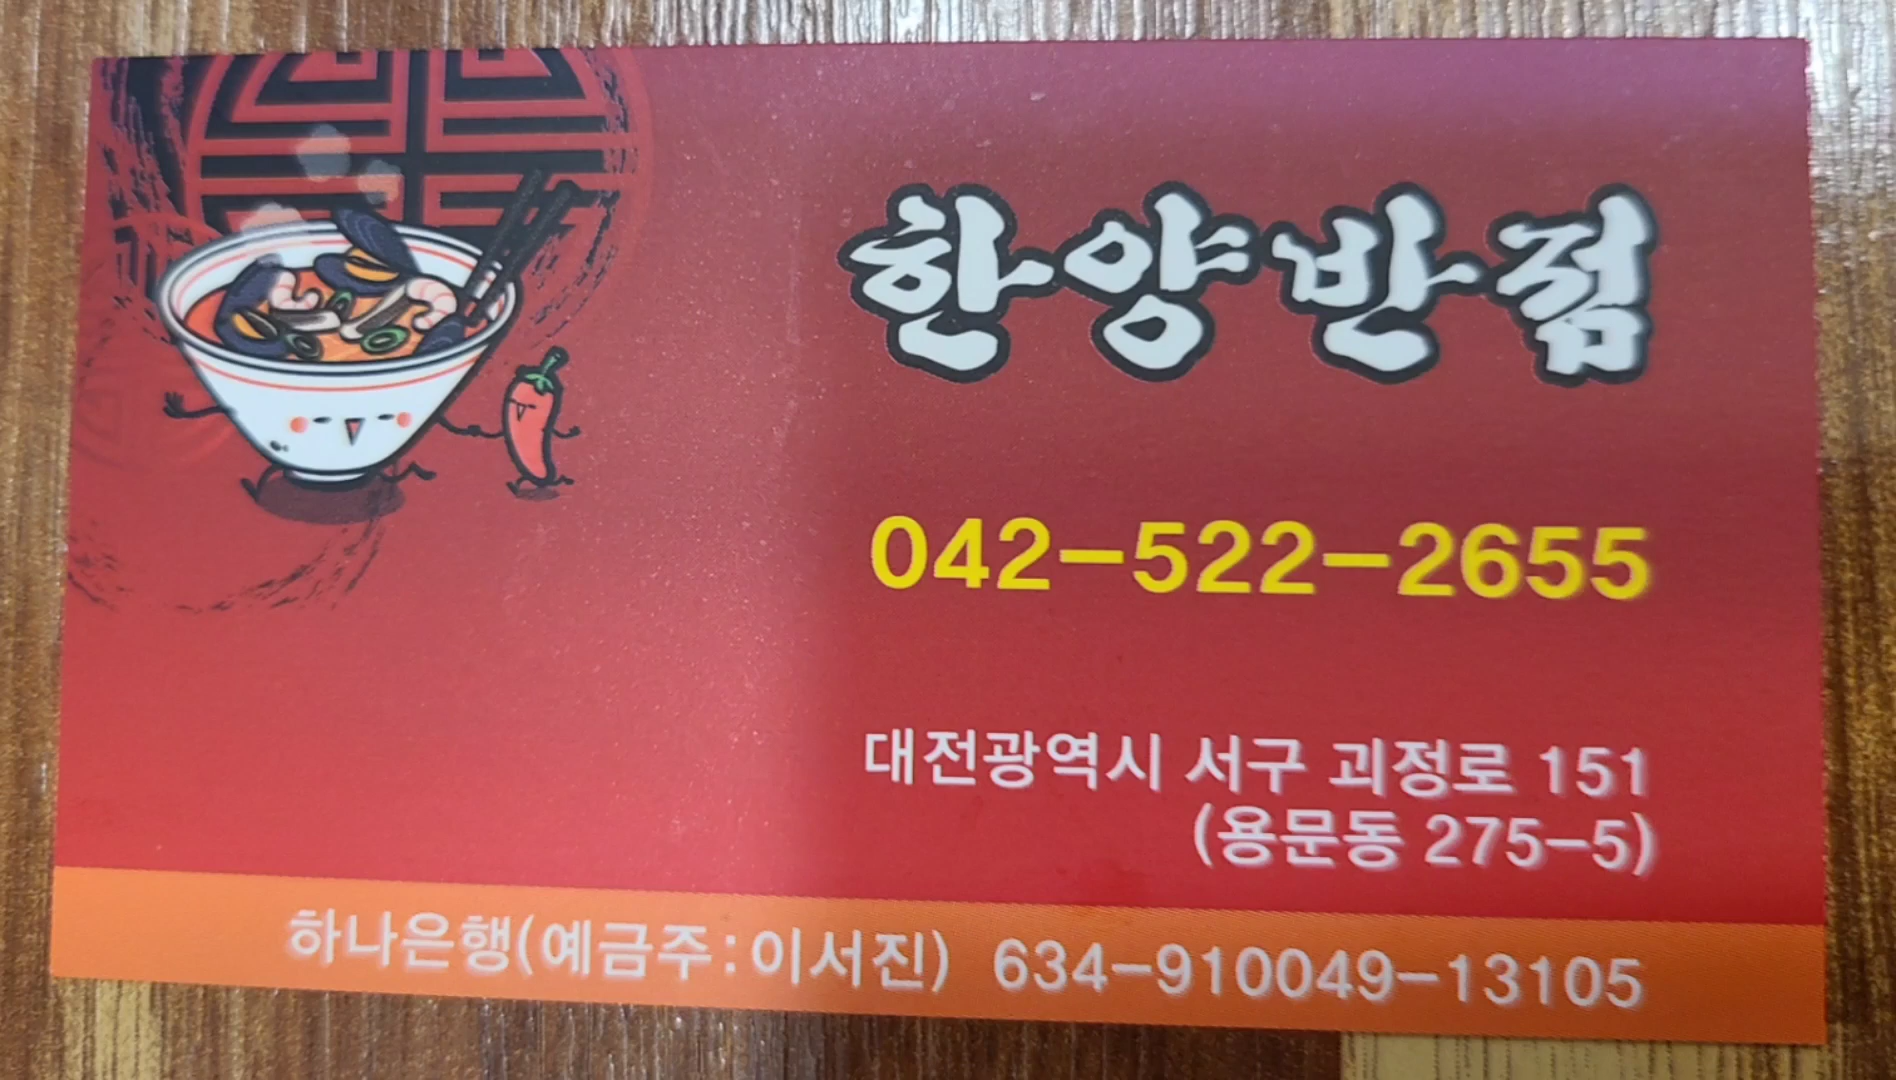 한양반점
042-522-2655
대전광역시 서구 괴정로 151
(용문동 275-5)
하나은행(예금주:이서진) 634-910049-13105